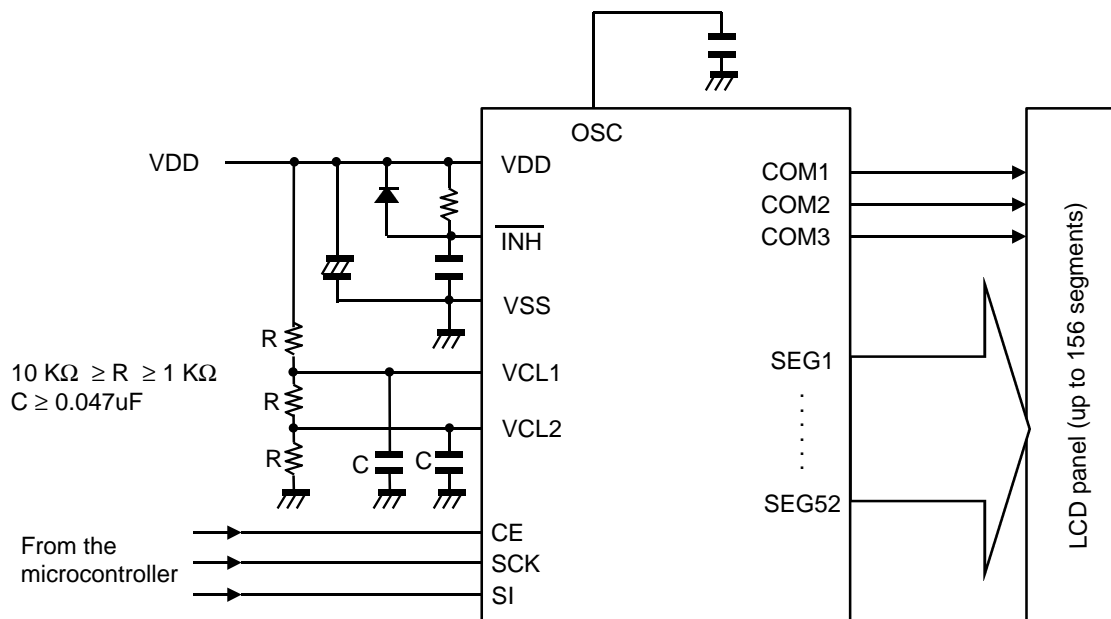 OSC
VDD
VDD
COM1
COM2
COM3
INH
VSS
R
10 KΩ ≥ R ≥ 1 KΩ
C ≥ 0.047uF
VCL1
R
VCL2
R
C
C
SEG1
SEG52
LCD panel (up to 156 segments)
From the
microcontroller
CE
SCK
SI